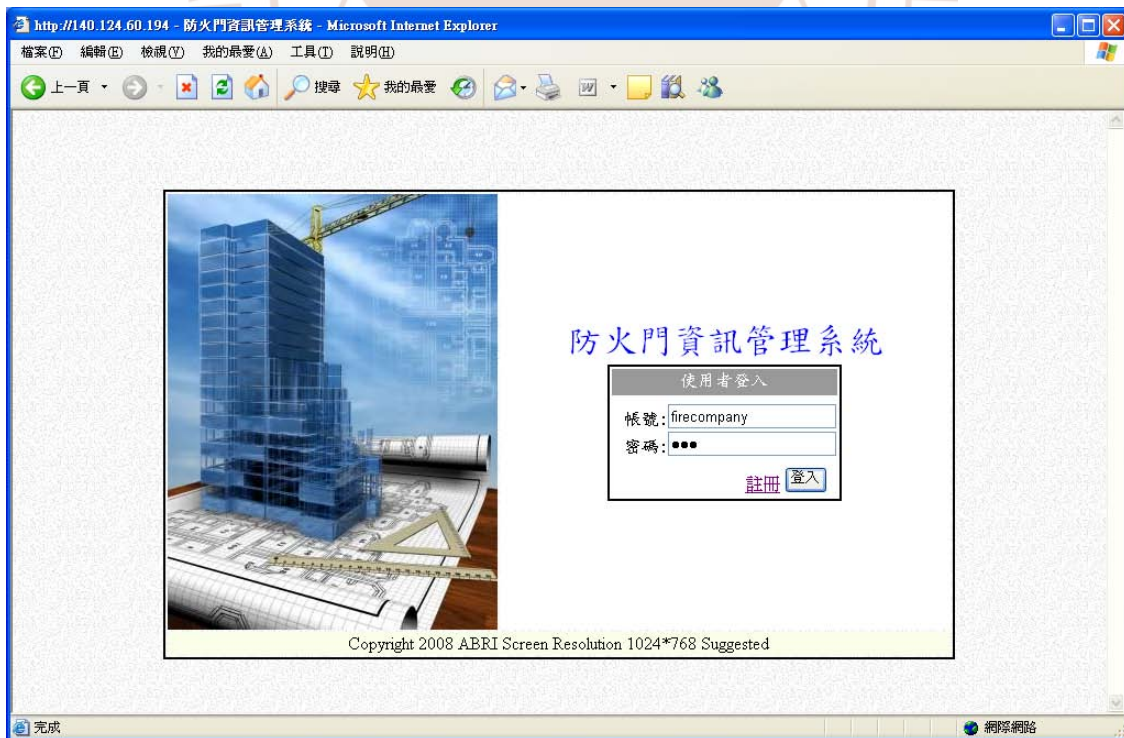 http://140.124.60.194 - 防火門資訊管理系統 - Microsoft Internet Explorer
檔案(F) 編輯(E) 檢視(V) 我的最愛(A) 工具(T) 說明(H)
上一頁 搜尋 我的最愛
防火門資訊管理系統
使用者登入
帳號: firecompany
密碼: ●●●
註冊 登入
Copyright 2008 ABRI Screen Resolution 1024*768 Suggested
完成 網際網路